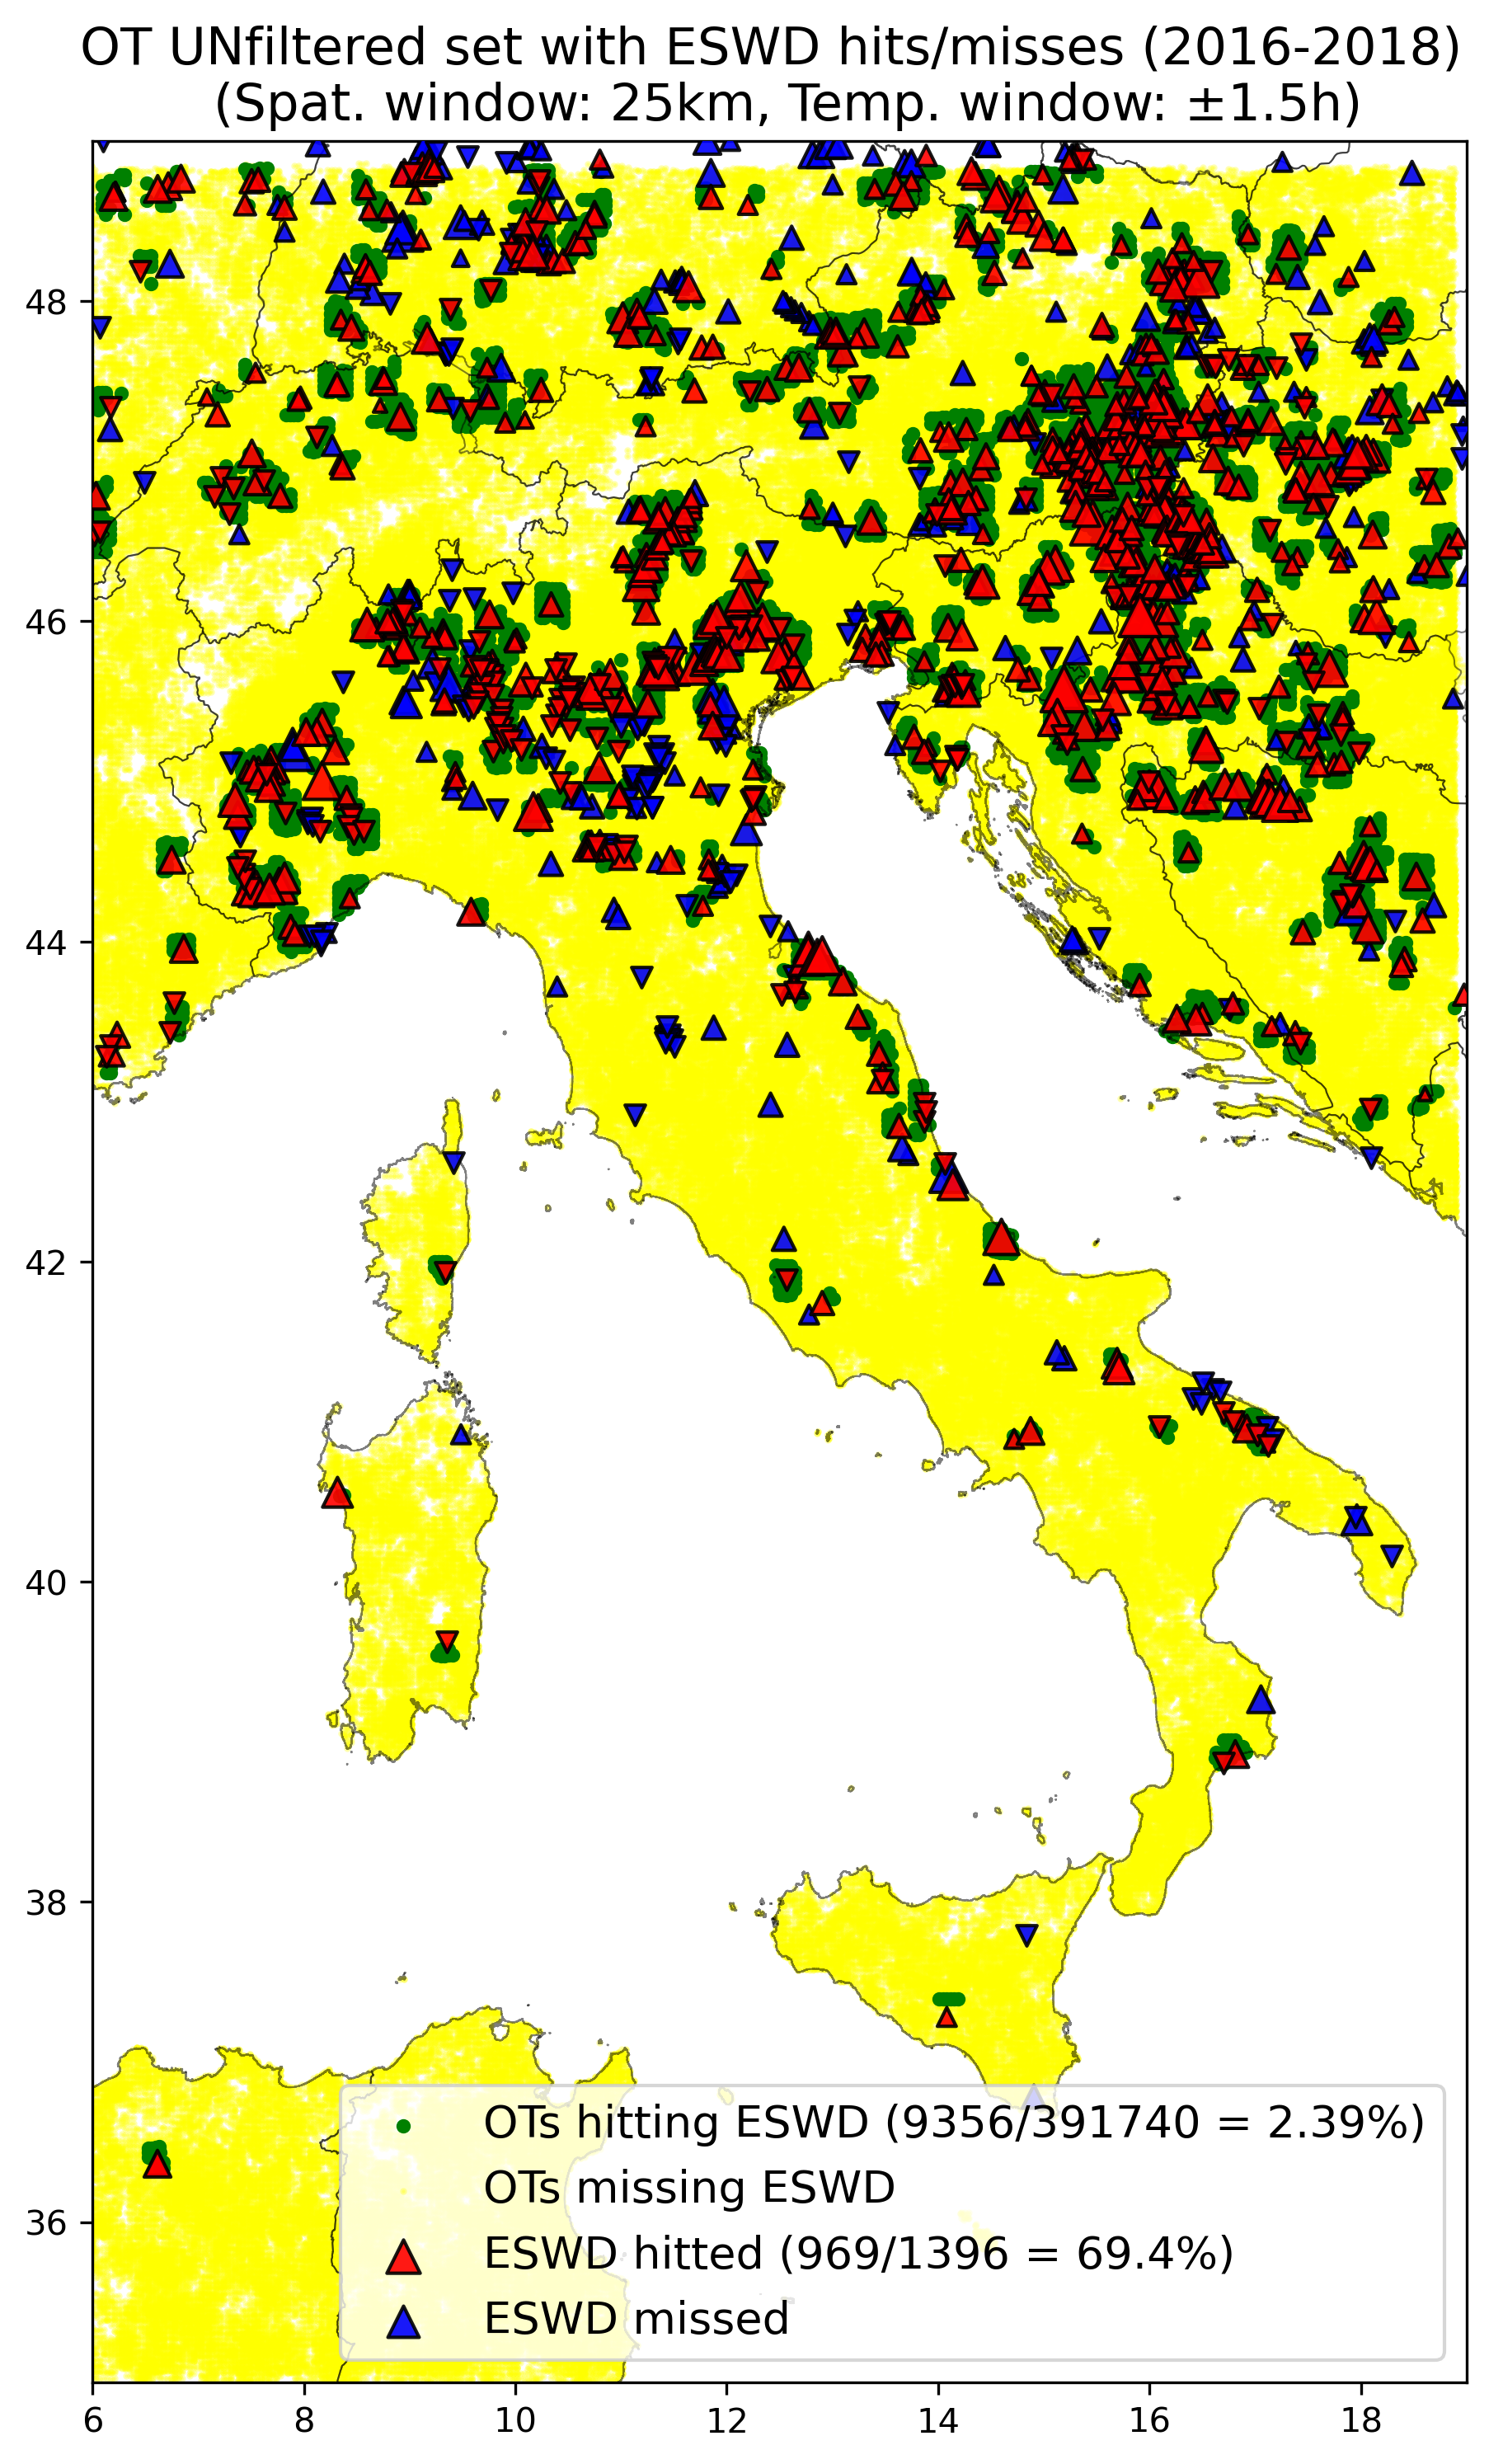 OT UNfiltered set with ESWD hits/misses (2016-2018)
(Spat. window: 25km, Temp. window: ±1.5h)
48
46
44
42
40
38
36
OTs hitting ESWD (9356/391740 = 2.39%)
OTs missing ESWD
ESWD hitted (969/1396 = 69.4%)
ESWD missed
6 8 10 12 14 16 18